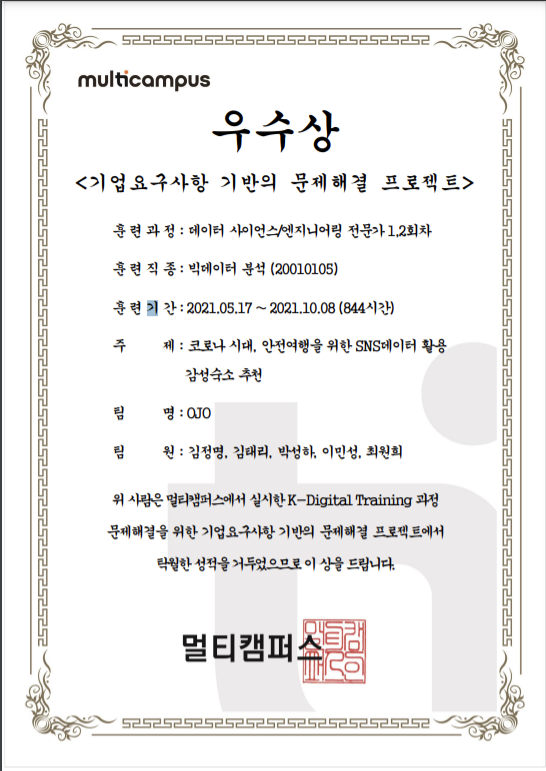 multicampus
우수상
<기업요구사항 기반의 문제해결 프로젝트>
훈련과정 : 데이터 사이언스/엔지니어링 전문가 1,2회차
훈련직종 : 빅데이터 분석 (20010105)
훈련기간 : 2021.05.17 ~ 2021.10.08 (844시간)
주 제 : 코로나 시대, 안전여행을 위한 SNS데이터 활용
감성숙소 추천
팀 명 : OJO
팀 원 : 김정명, 김태리, 박성하, 이민성, 최원희
위 사람은 멀티캠퍼스에서 실시한 K-Digital Training 과정
문제해결을 위한 기업요구사항 기반의 문제해결 프로젝트에서
탁월한 성적을 거두었으므로 이 상을 드립니다.
멀티캠퍼스